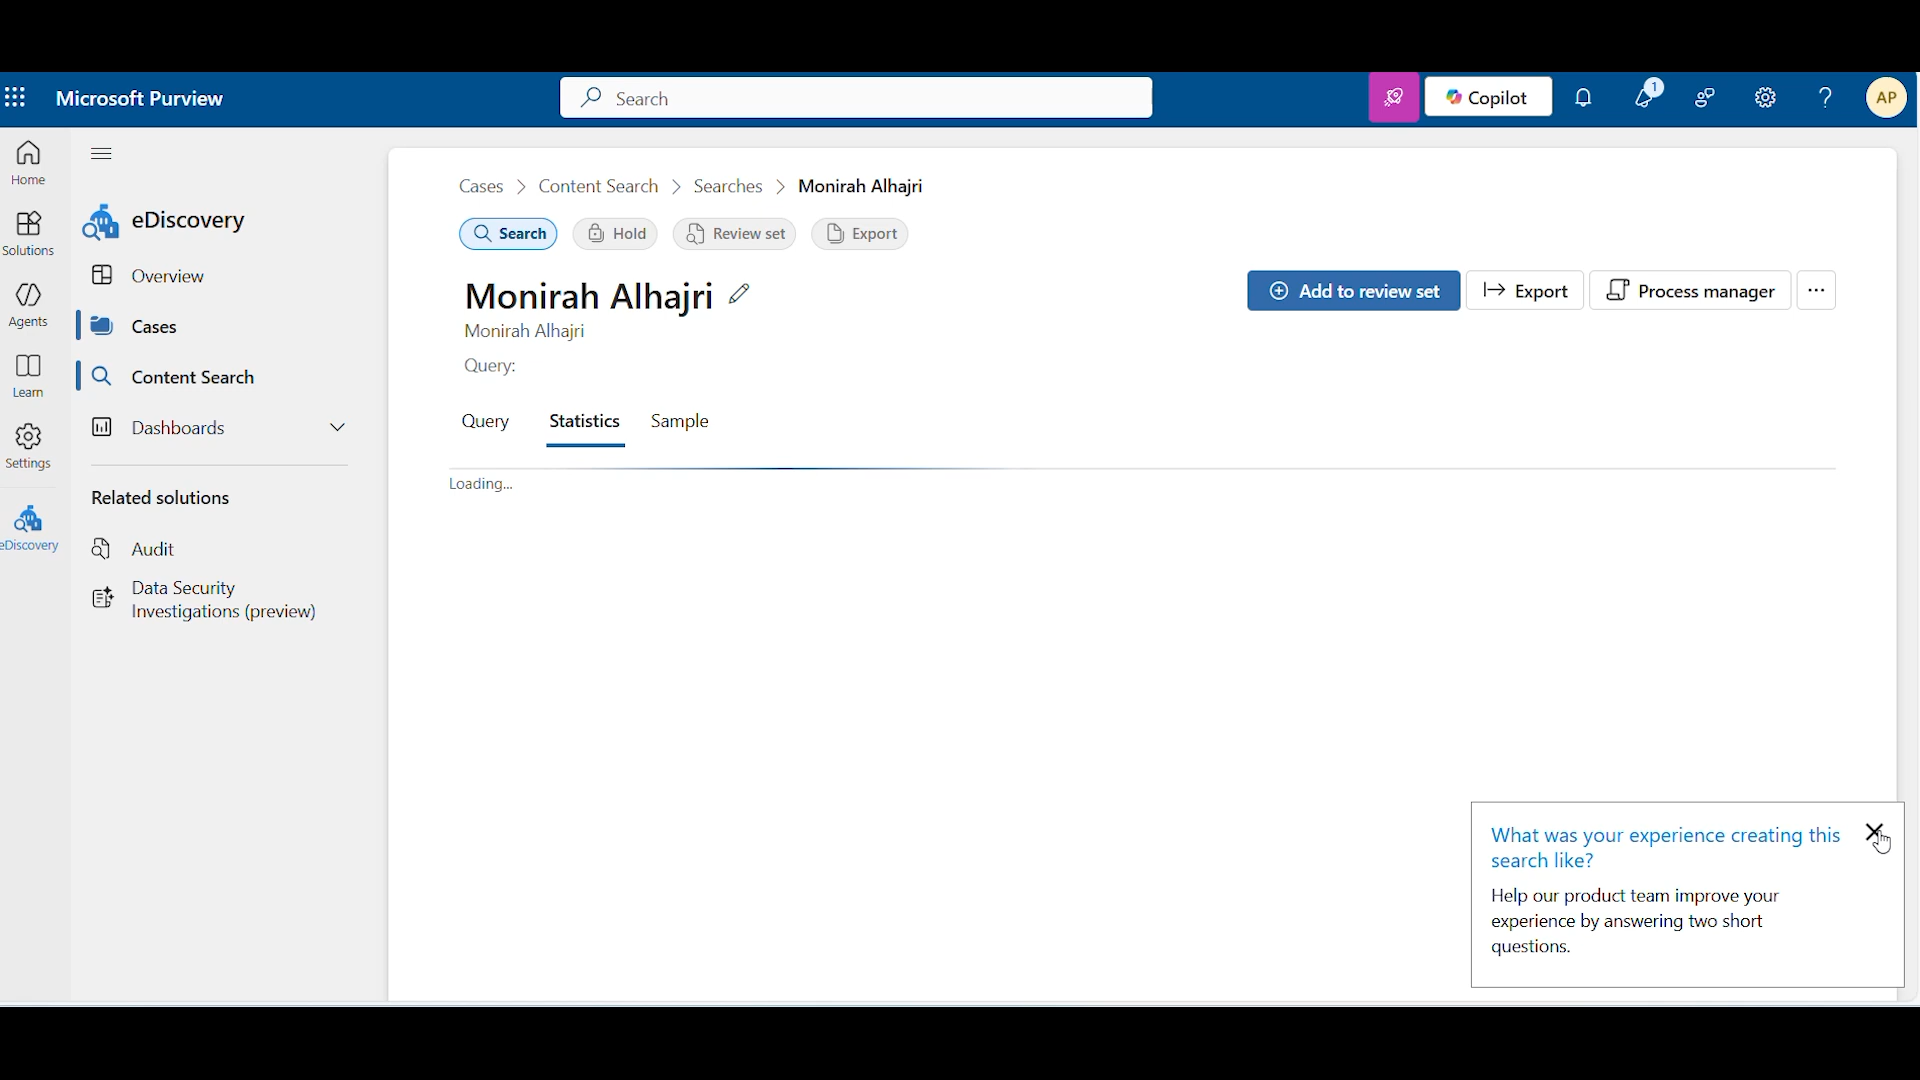 Microsoft Purview
Search
1
Copilot
?
AP
Home
Solutions
Agents
Learn
Settings
eDiscovery
eDiscovery
Overview
Cases
Content Search
Dashboards
Related solutions
Audit
Data Security
Investigations (preview)
Cases > Content Search > Searches > Monirah Alhajri
Search
Hold
Review set
Export
Monirah Alhajri
Monirah Alhajri
Query:
Add to review set
Export
Process manager
...
Query
Statistics
Sample
Loading...
What was your experience creating this
search like?
Help our product team improve your
experience by answering two short
questions.